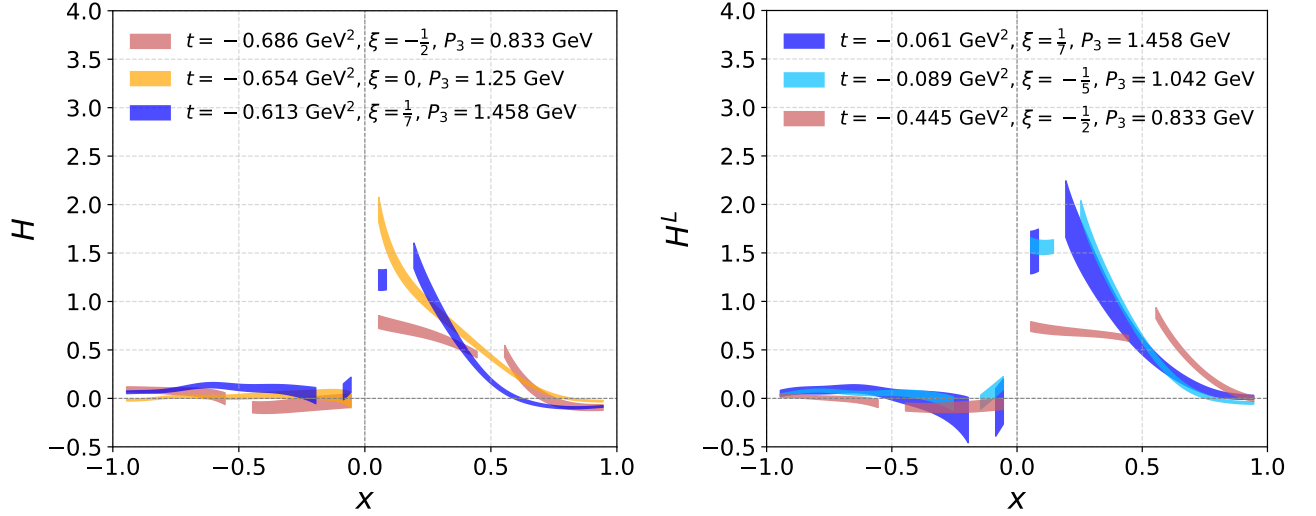 H
4.0
3.5
3.0
2.5
2.0
1.5
1.0
0.5
0.0
−0.5
t = −0.686 GeV², ξ = −1/2, P₃ = 0.833 GeV
t = −0.654 GeV², ξ = 0, P₃ = 1.25 GeV
t = −0.613 GeV², ξ = 1/7, P₃ = 1.458 GeV
−1.0 −0.5 0.0 0.5 1.0
x
H^L
4.0
3.5
3.0
2.5
2.0
1.5
1.0
0.5
0.0
−0.5
t = −0.061 GeV², ξ = 1/7, P₃ = 1.458 GeV
t = −0.089 GeV², ξ = −1/5, P₃ = 1.042 GeV
t = −0.445 GeV², ξ = −1/2, P₃ = 0.833 GeV
−1.0 −0.5 0.0 0.5 1.0
x